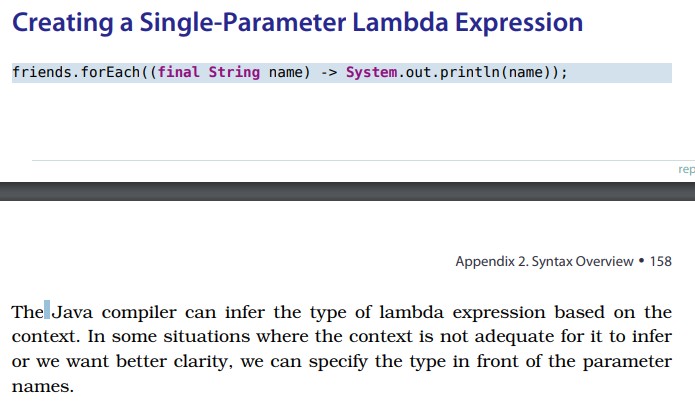 Creating a Single-Parameter Lambda Expression
friends.forEach((final String name) -> System.out.println(name));
rep
Appendix 2. Syntax Overview • 158
The Java compiler can infer the type of lambda expression based on the
context. In some situations where the context is not adequate for it to infer
or we want better clarity, we can specify the type in front of the parameter
names.